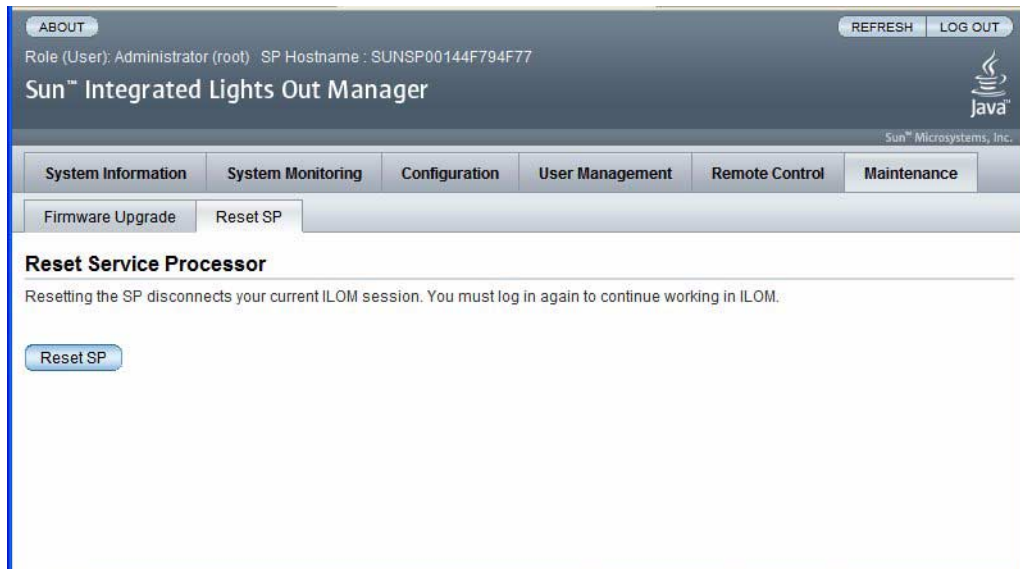 ABOUT
REFRESH LOG OUT
Role (User): Administrator (root) SP Hostname : SUNSP00144F794F77
Sun™ Integrated Lights Out Manager
Java™
Sun™ Microsystems, Inc.
System Information System Monitoring Configuration User Management Remote Control Maintenance
Firmware Upgrade Reset SP
Reset Service Processor
Resetting the SP disconnects your current ILOM session. You must log in again to continue working in ILOM.
Reset SP